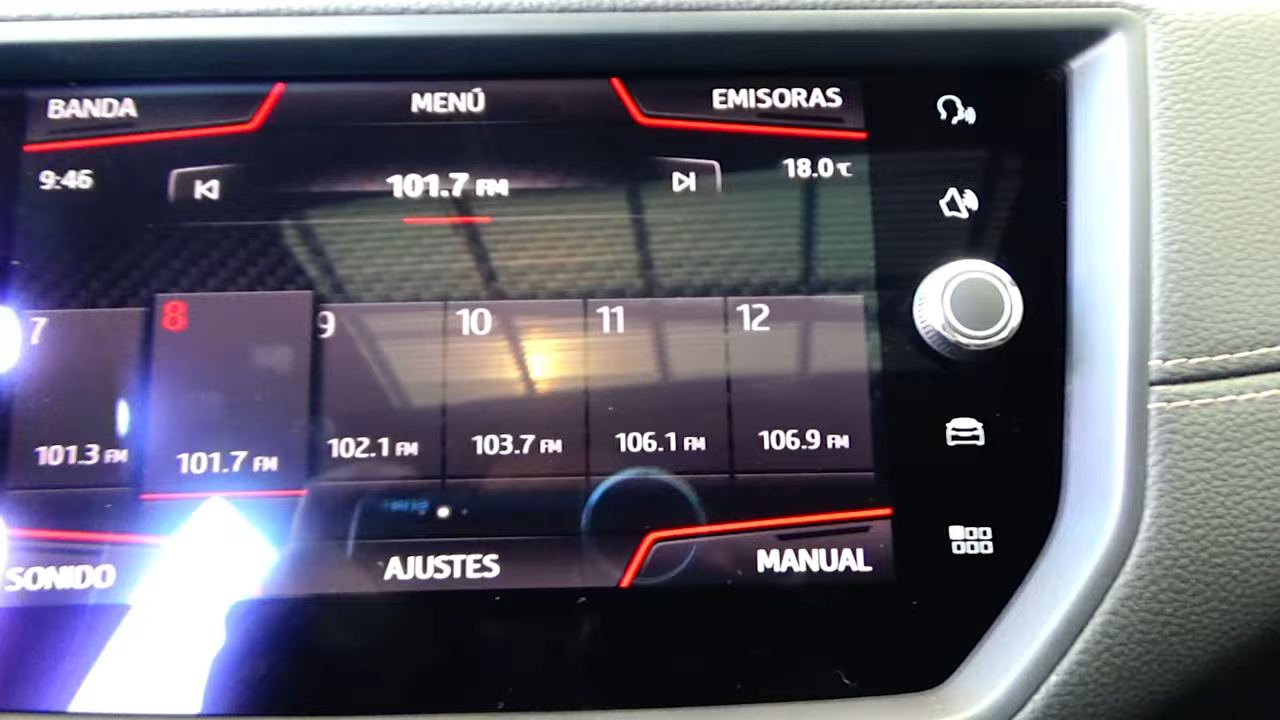 BANDA MENÚ EMISORAS
9:46 101.7 FM 18.0 °C
7 8 9 10 11 12
101.3 FM 101.7 FM 102.1 FM 103.7 FM 106.1 FM 106.9 FM
SONIDO AJUSTES MANUAL